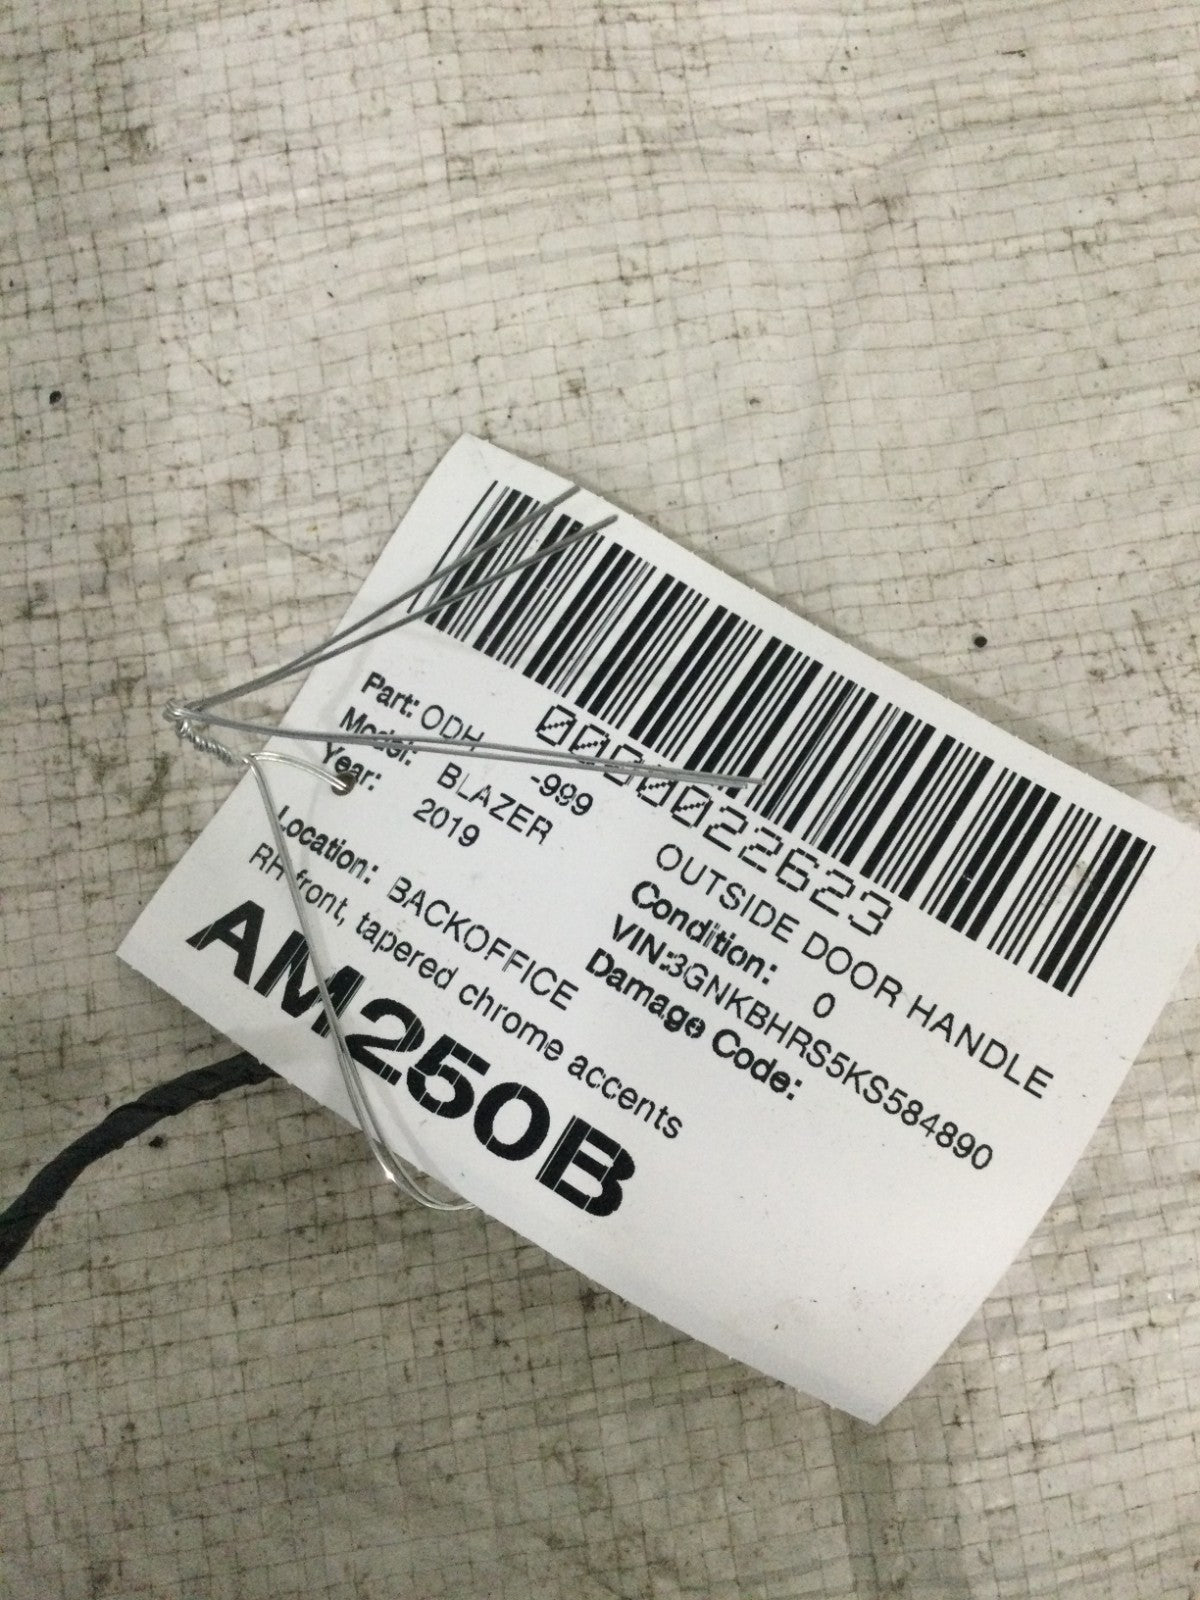 0000022623
Part: ODH -999 OUTSIDE DOOR HANDLE
Model: BLAZER Condition: 0
Year: 2019 VIN:3GNKBHRS5KS584890
Damage Code:
Location: BACKOFFICE
RH front, tapered chrome accents
AM250B